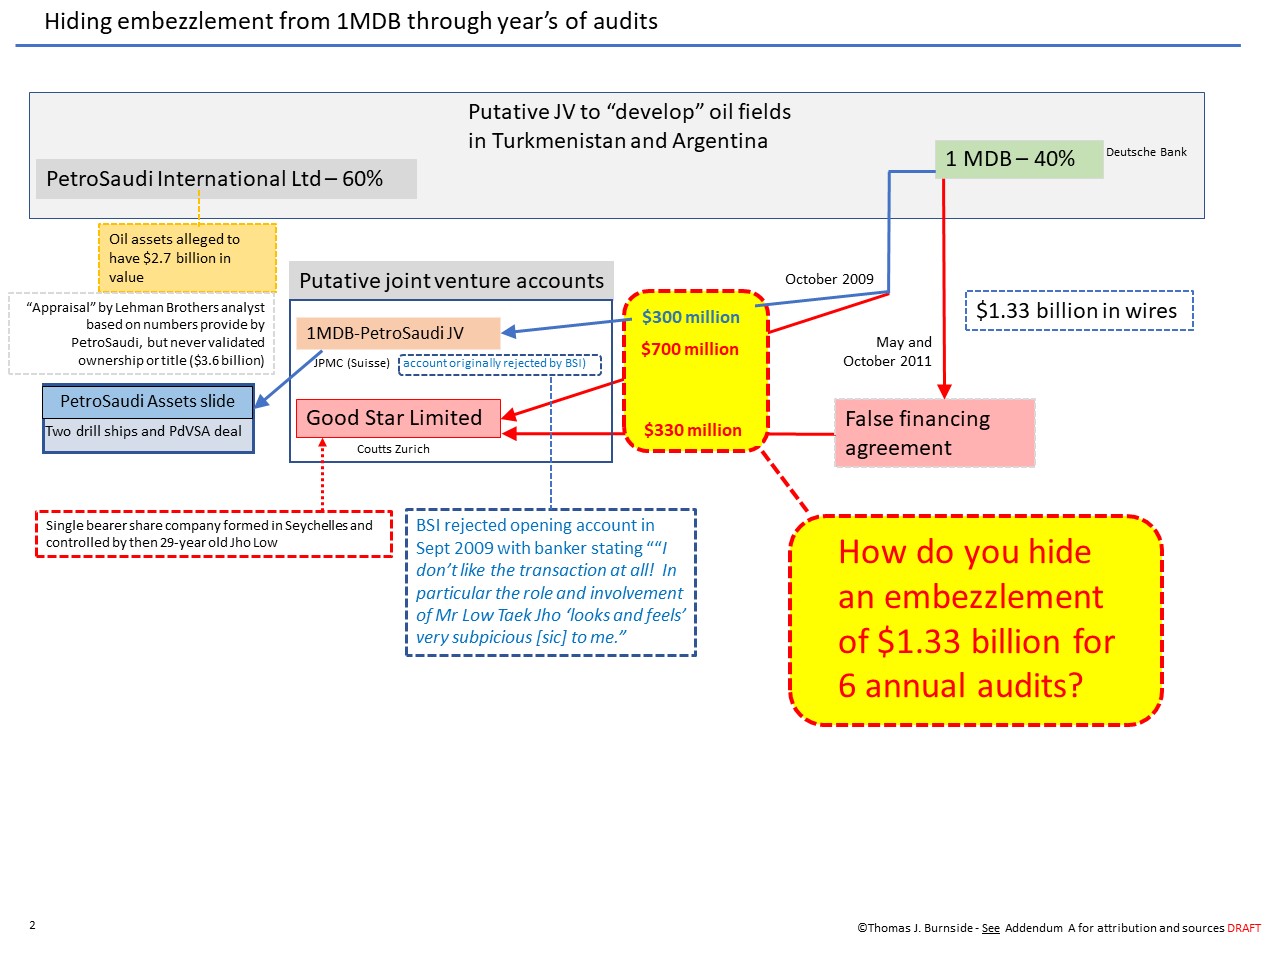 Hiding embezzlement from 1MDB through year’s of audits
Putative JV to “develop” oil fields
in Turkmenistan and Argentina
PetroSaudi International Ltd – 60%
1 MDB – 40%
Deutsche Bank
Oil assets alleged to
have $2.7 billion in
value
“Appraisal” by Lehman Brothers analyst
based on numbers provide by
PetroSaudi, but never validated
ownership or title ($3.6 billion)
PetroSaudi Assets slide
Two drill ships and PdVSA deal
Putative joint venture accounts
1MDB-PetroSaudi JV
JPMC (Suisse)
account originally rejected by BSI)
Good Star Limited
Coutts Zurich
$300 million
$700 million
$330 million
October 2009
May and
October 2011
$1.33 billion in wires
False financing
agreement
Single bearer share company formed in Seychelles and
controlled by then 29-year old Jho Low
BSI rejected opening account in
Sept 2009 with banker stating ““I
don’t like the transaction at all!  In
particular the role and involvement
of Mr Low Taek Jho ‘looks and feels’
very subpicious [sic] to me.”
How do you hide
an embezzlement
of $1.33 billion for
6 annual audits?
2
©Thomas J. Burnside - See Addendum A for attribution and sources DRAFT